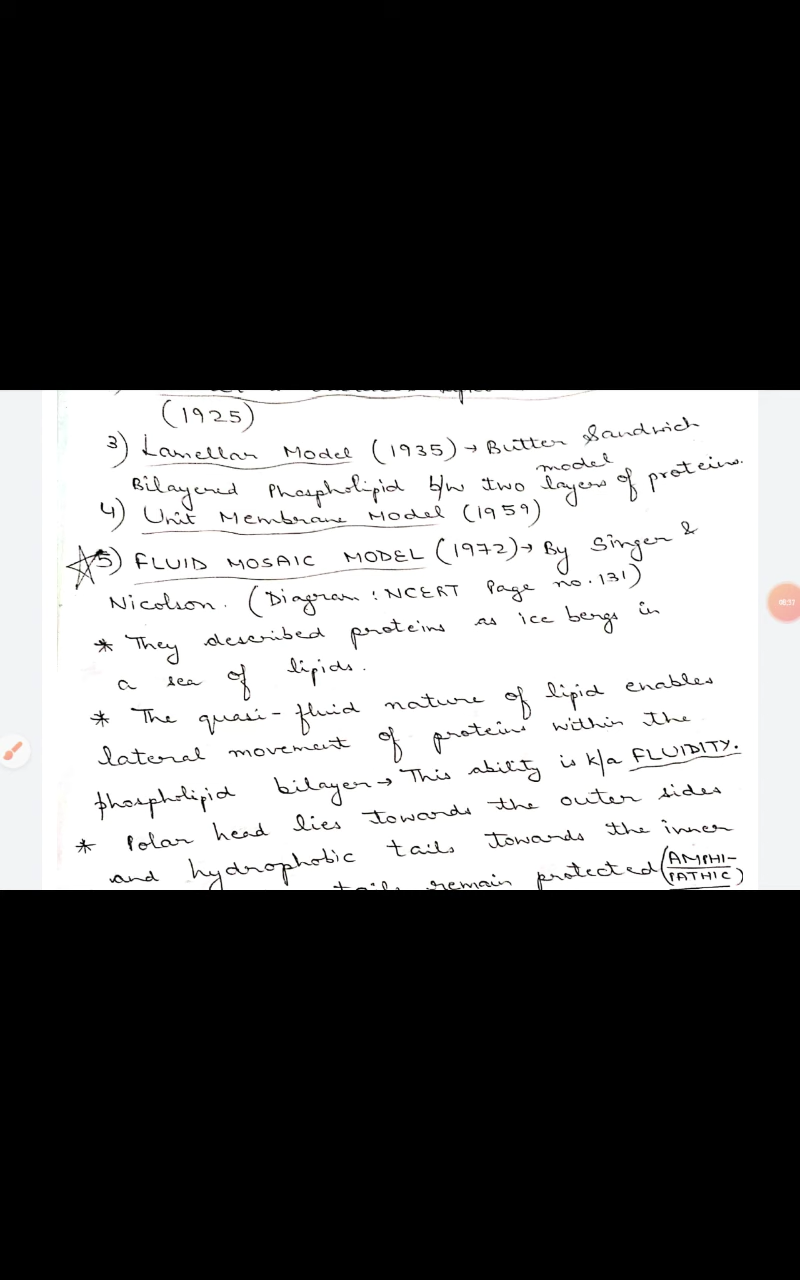 (1925)
3) Lamellar Model (1935) → Butter Sandwich
model
Bilayered Phospholipid b/w two layers of proteins.
4) Unit Membrane Model (1959)
5) FLUID MOSAIC MODEL (1972) → By Singer &
Nicolson. (Diagram: NCERT Page no. 131)
* They described proteins as ice bergs in
a sea of lipids.
* The quasi-fluid nature of lipid enables
lateral movement of proteins within the
phospholipid bilayer → This ability is k/a FLUIDITY.
* Polar head lies towards the outer sides
and hydrophobic tails towards the inner
tails remain protected (AMPHI-
PATHIC)